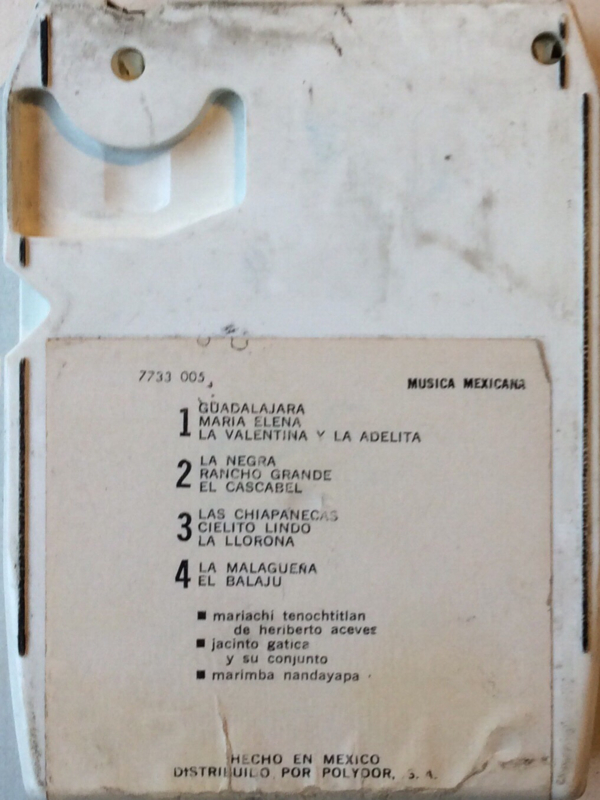 7733 005
MUSICA MEXICANA
1 GUADALAJARA
MARIA ELENA
LA VALENTINA Y LA ADELITA
2 LA NEGRA
RANCHO GRANDE
EL CASCABEL
3 LAS CHIAPANECAS
CIELITO LINDO
LA LLORONA
4 LA MALAGUEÑA
EL BALAJU
■ mariachi tenochtitlan
de heriberto aceves
■ jacinto gatica
y su conjunto
■ marimba nandayapa
HECHO EN MEXICO
DISTRIBUIDO POR POLYDOR, S. A.